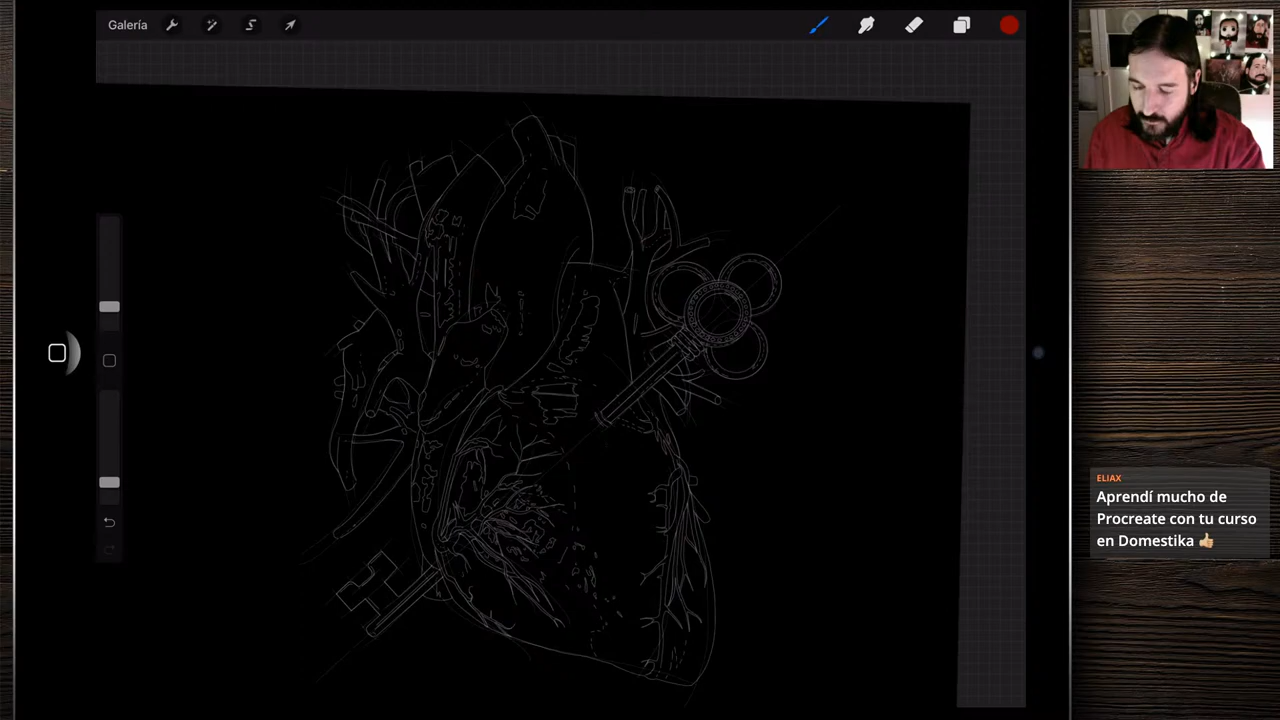 Galería
ELIAX
Aprendí mucho de
Procreate con tu curso
en Domestika 👍🏼